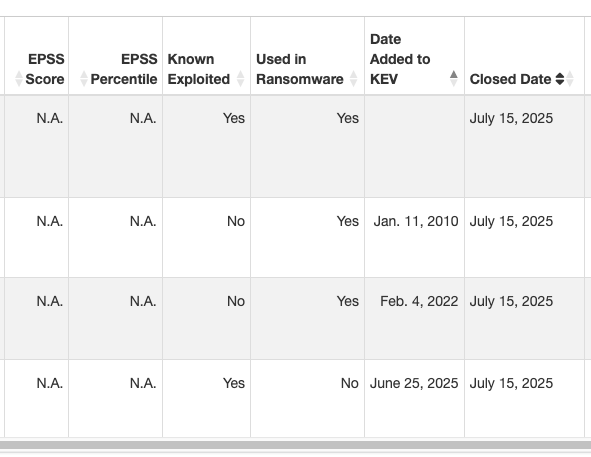 EPSS Score EPSS Percentile Known Exploited Used in Ransomware Date Added to KEV Closed Date
N.A. N.A. Yes Yes July 15, 2025
N.A. N.A. No Yes Jan. 11, 2010 July 15, 2025
N.A. N.A. No Yes Feb. 4, 2022 July 15, 2025
N.A. N.A. Yes No June 25, 2025 July 15, 2025